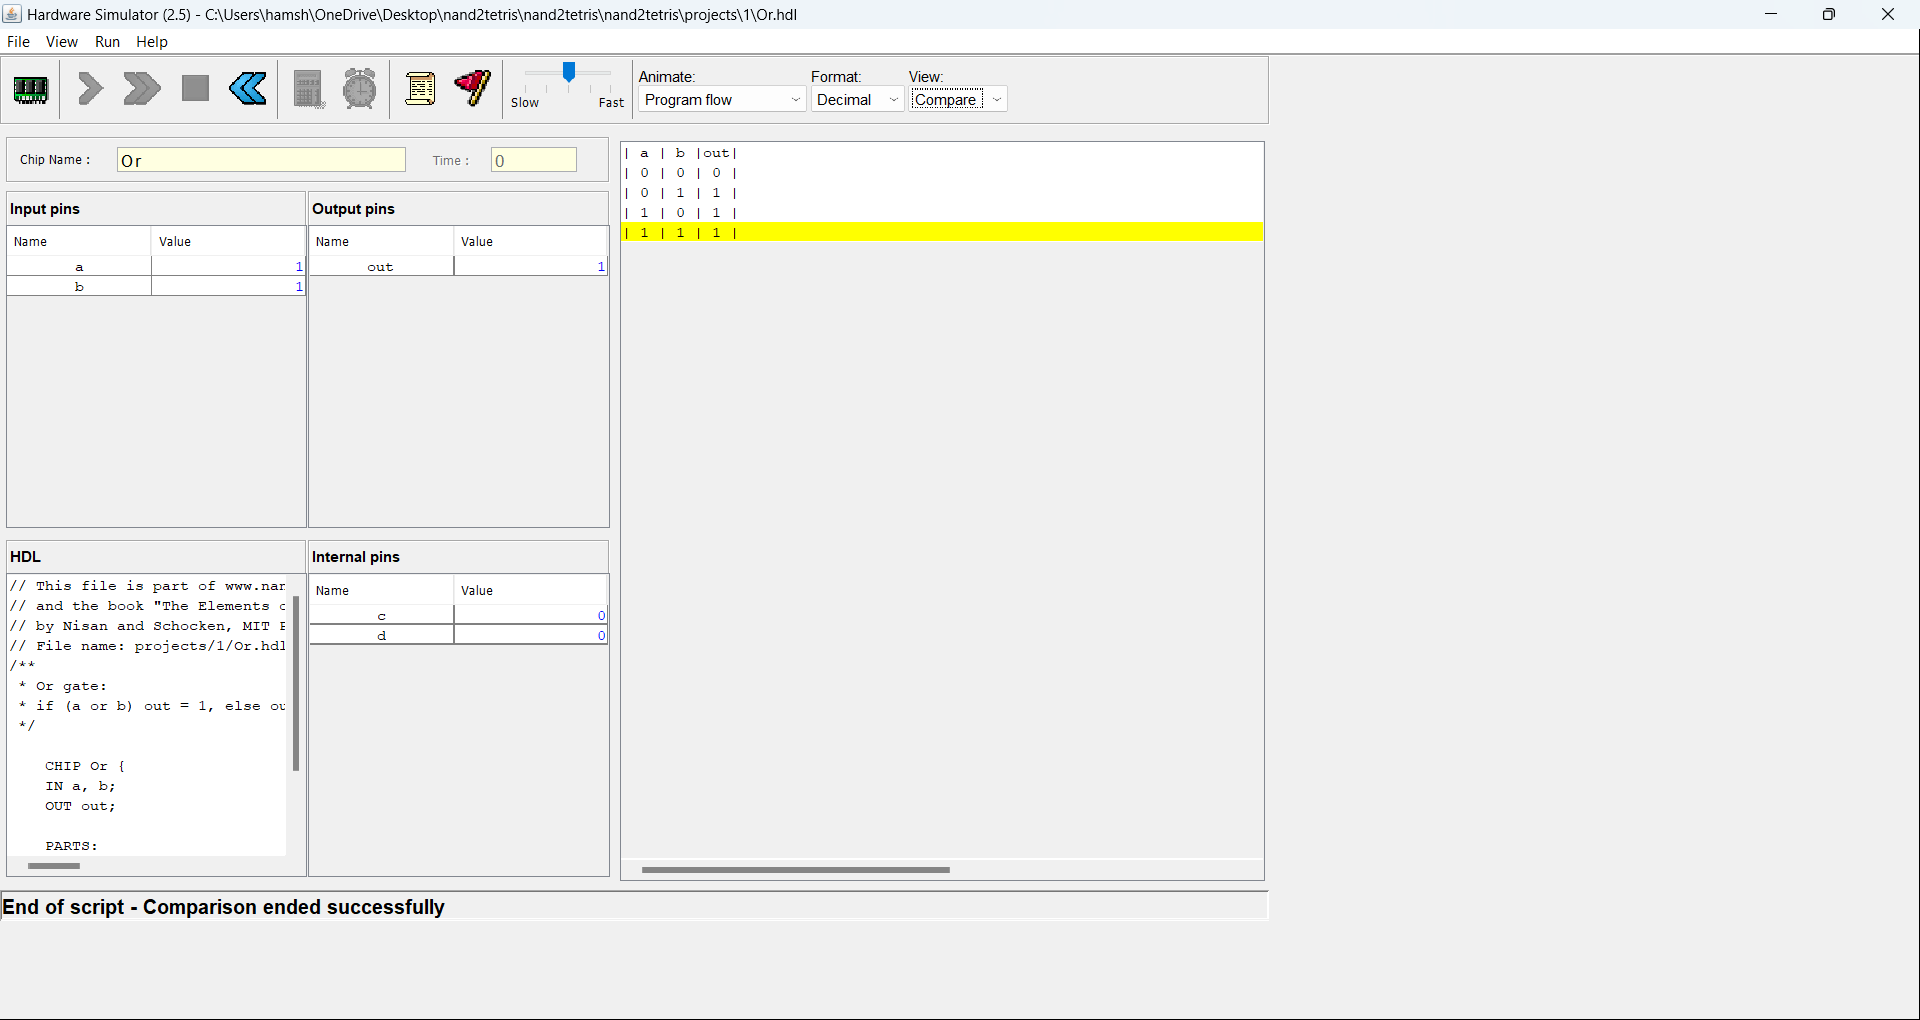 Hardware Simulator (2.5) - C:\Users\hamsh\OneDrive\Desktop\nand2tetris\nand2tetris\nand2tetris\projects\1\Or.hdl
File View Run Help
Slow Fast
Animate: Format: View:
Program flow Decimal Compare
Chip Name : Or Time : 0
Input pins
Name Value
a 1
b 1
Output pins
Name Value
out 1
| a | b |out|
| 0 | 0 | 0 |
| 0 | 1 | 1 |
| 1 | 0 | 1 |
| 1 | 1 | 1 |
HDL
// This file is part of www.nan
// and the book "The Elements o
// by Nisan and Schocken, MIT P
// File name: projects/1/Or.hdl
/**
* Or gate:
* if (a or b) out = 1, else ou
*/
CHIP Or {
IN a, b;
OUT out;
PARTS:
Internal pins
Name Value
c 0
d 0
End of script - Comparison ended successfully